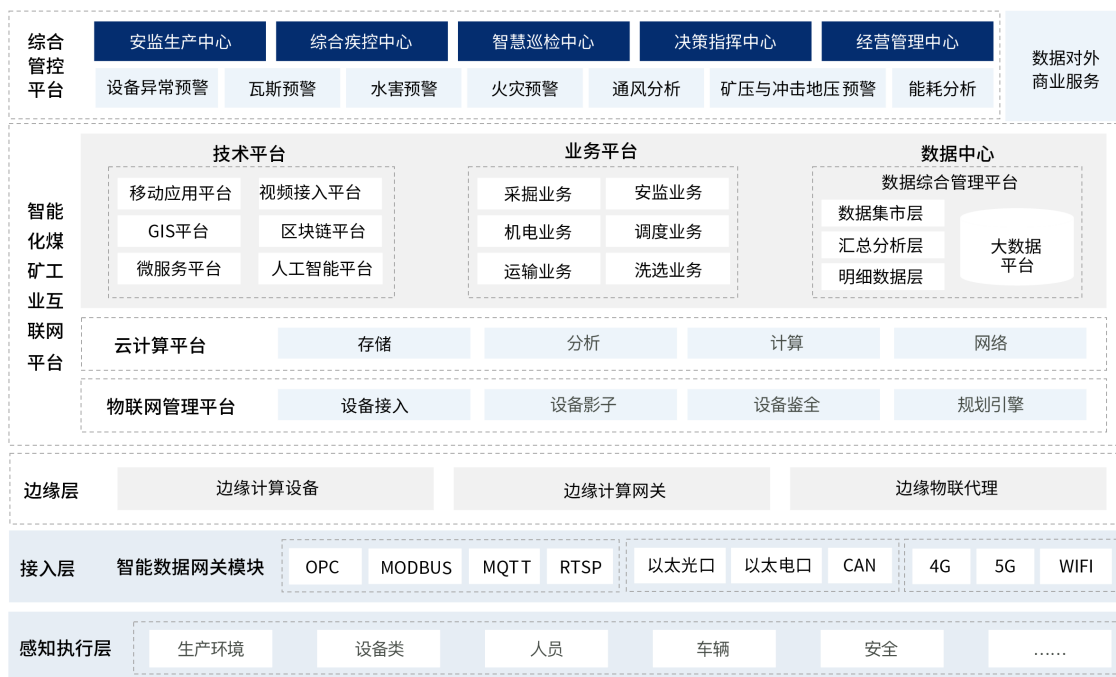 综合
管控
平台
安监生产中心
综合疾控中心
智慧巡检中心
决策指挥中心
经营管理中心
设备异常预警
瓦斯预警
水害预警
火灾预警
通风分析
矿压与冲击地压预警
能耗分析
数据对外
商业服务
智能
化煤
矿工
业互
联网
平台
技术平台
移动应用平台
视频接入平台
GIS平台
区块链平台
微服务平台
人工智能平台
业务平台
采掘业务
安监业务
机电业务
调度业务
运输业务
洗选业务
数据中心
数据综合管理平台
数据集市层
汇总分析层
明细数据层
大数据
平台
云计算平台
存储
分析
计算
网络
物联网管理平台
设备接入
设备影子
设备鉴全
规划引擎
边缘层
边缘计算设备
边缘计算网关
边缘物联代理
接入层
智能数据网关模块
OPC
MODBUS
MQTT
RTSP
以太光口
以太电口
CAN
4G
5G
WIFI
感知执行层
生产环境
设备类
人员
车辆
安全
……